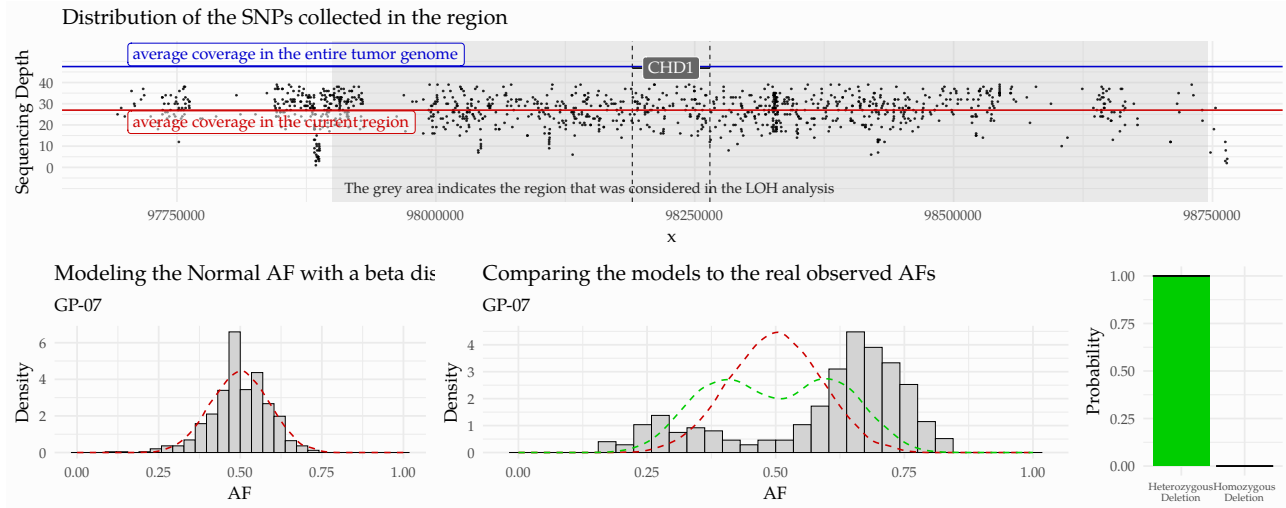 Distribution of the SNPs collected in the region
Sequencing Depth
average coverage in the entire tumor genome
CHD1
average coverage in the current region
The grey area indicates the region that was considered in the LOH analysis
40
30
20
10
0
97750000 98000000 98250000 98500000 98750000
x
Modeling the Normal AF with a beta dis
GP-07
Density
6
4
2
0
0.00 0.25 0.50 0.75 1.00
AF
Comparing the models to the real observed AFs
GP-07
Density
4
3
2
1
0
0.00 0.25 0.50 0.75 1.00
AF
Probability
1.00
0.75
0.50
0.25
0.00
Heterozygous Homozygous
Deletion Deletion